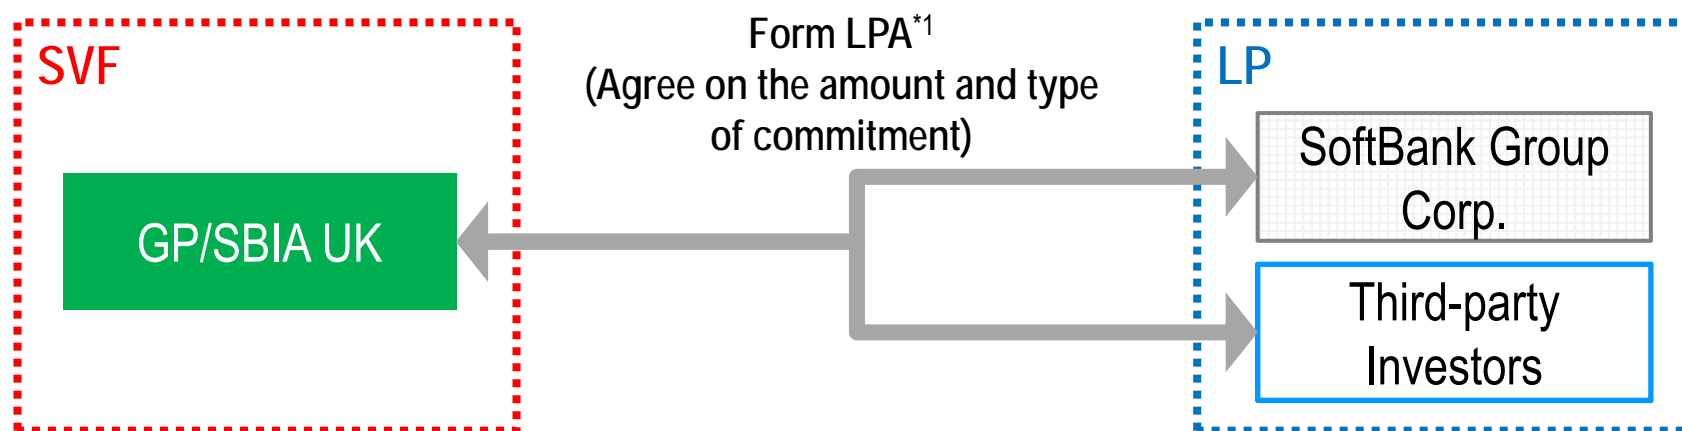 SVF
GP/SBIA UK
Form LPA*1
(Agree on the amount and type
of commitment)
LP
SoftBank Group
Corp.
Third-party
Investors